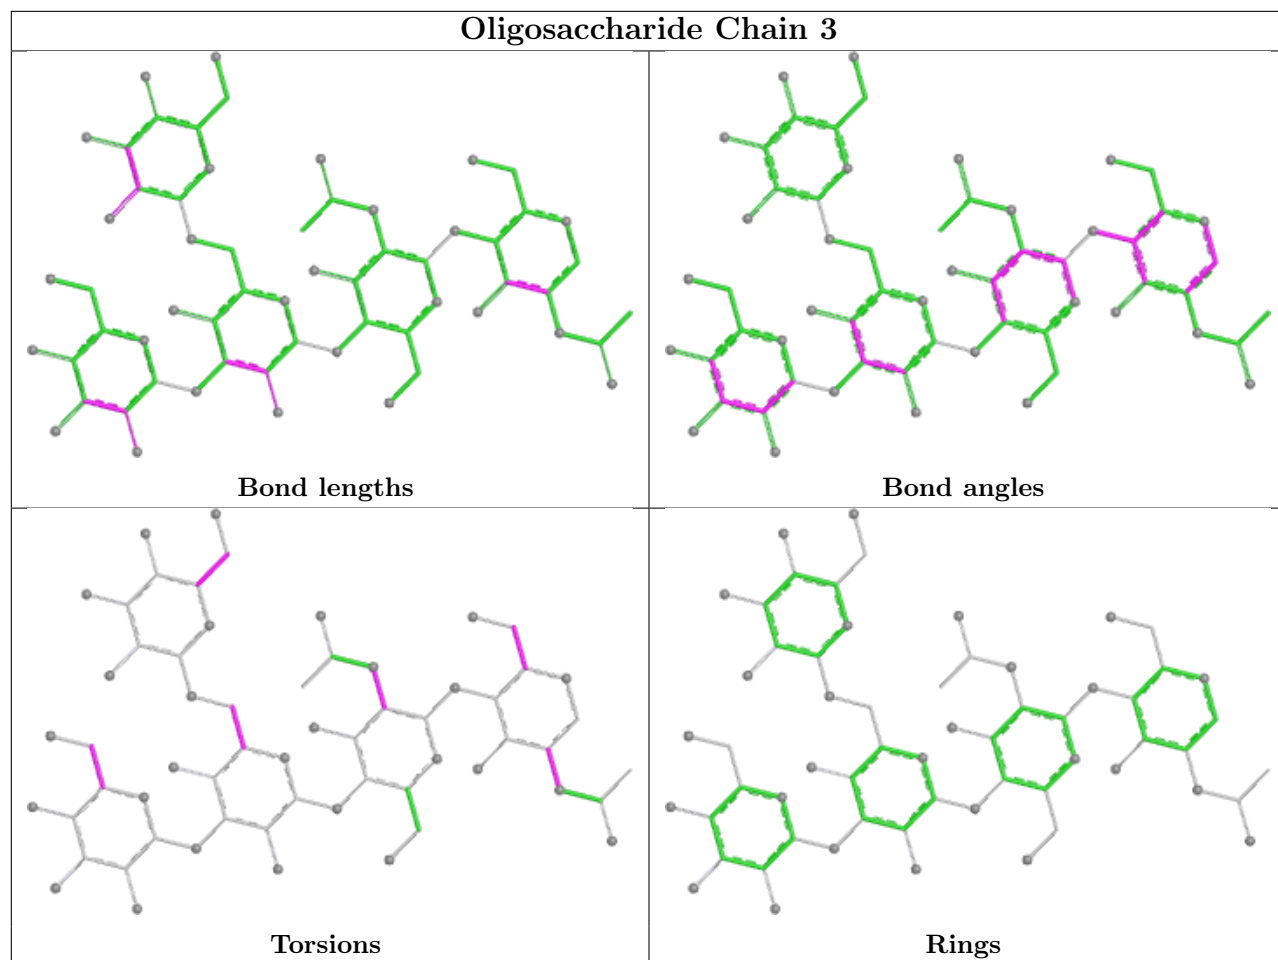 Oligosaccharide Chain 3
Bond lengths
Bond angles
Torsions
Rings